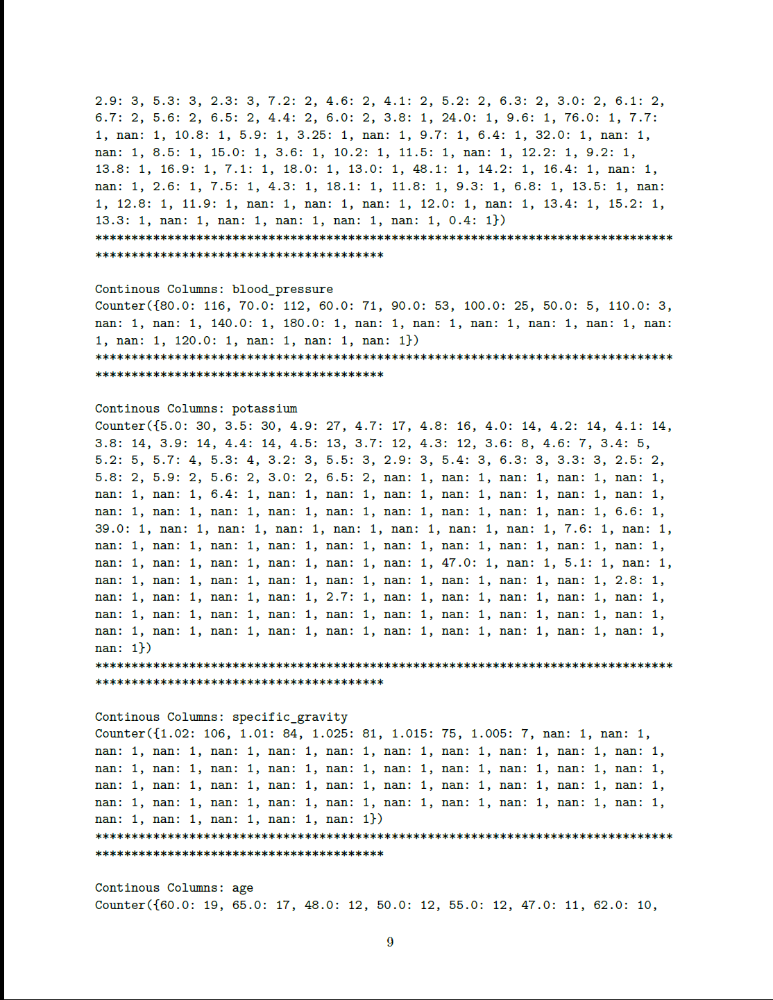 2.9: 3, 5.3: 3, 2.3: 3, 7.2: 2, 4.6: 2, 4.1: 2, 5.2: 2, 6.3: 2, 3.0: 2, 6.1: 2,
6.7: 2, 5.6: 2, 6.5: 2, 4.4: 2, 6.0: 2, 3.8: 1, 24.0: 1, 9.6: 1, 76.0: 1, 7.7:
1, nan: 1, 10.8: 1, 5.9: 1, 3.25: 1, nan: 1, 9.7: 1, 6.4: 1, 32.0: 1, nan: 1,
nan: 1, 8.5: 1, 15.0: 1, 3.6: 1, 10.2: 1, 11.5: 1, nan: 1, 12.2: 1, 9.2: 1,
13.8: 1, 16.9: 1, 7.1: 1, 18.0: 1, 13.0: 1, 48.1: 1, 14.2: 1, 16.4: 1, nan: 1,
nan: 1, 2.6: 1, 7.5: 1, 4.3: 1, 18.1: 1, 11.8: 1, 9.3: 1, 6.8: 1, 13.5: 1, nan:
1, 12.8: 1, 11.9: 1, nan: 1, nan: 1, nan: 1, 12.0: 1, nan: 1, 13.4: 1, 15.2: 1,
13.3: 1, nan: 1, nan: 1, nan: 1, nan: 1, nan: 1, 0.4: 1})
********************************************************************************
****************************************
Continous Columns: blood_pressure
Counter({80.0: 116, 70.0: 112, 60.0: 71, 90.0: 53, 100.0: 25, 50.0: 5, 110.0: 3,
nan: 1, nan: 1, 140.0: 1, 180.0: 1, nan: 1, nan: 1, nan: 1, nan: 1, nan: 1, nan:
1, nan: 1, 120.0: 1, nan: 1, nan: 1, nan: 1})
********************************************************************************
****************************************
Continous Columns: potassium
Counter({5.0: 30, 3.5: 30, 4.9: 27, 4.7: 17, 4.8: 16, 4.0: 14, 4.2: 14, 4.1: 14,
3.8: 14, 3.9: 14, 4.4: 14, 4.5: 13, 3.7: 12, 4.3: 12, 3.6: 8, 4.6: 7, 3.4: 5,
5.2: 5, 5.7: 4, 5.3: 4, 3.2: 3, 5.5: 3, 2.9: 3, 5.4: 3, 6.3: 3, 3.3: 3, 2.5: 2,
5.8: 2, 5.9: 2, 5.6: 2, 3.0: 2, 6.5: 2, nan: 1, nan: 1, nan: 1, nan: 1, nan: 1,
nan: 1, nan: 1, 6.4: 1, nan: 1, nan: 1, nan: 1, nan: 1, nan: 1, nan: 1, nan: 1,
nan: 1, nan: 1, nan: 1, nan: 1, nan: 1, nan: 1, nan: 1, nan: 1, nan: 1, 6.6: 1,
39.0: 1, nan: 1, nan: 1, nan: 1, nan: 1, nan: 1, nan: 1, nan: 1, 7.6: 1, nan: 1,
nan: 1, nan: 1, nan: 1, nan: 1, nan: 1, nan: 1, nan: 1, nan: 1, nan: 1, nan: 1,
nan: 1, nan: 1, nan: 1, nan: 1, nan: 1, nan: 1, 47.0: 1, nan: 1, 5.1: 1, nan: 1,
nan: 1, nan: 1, nan: 1, nan: 1, nan: 1, nan: 1, nan: 1, nan: 1, nan: 1, 2.8: 1,
nan: 1, nan: 1, nan: 1, nan: 1, 2.7: 1, nan: 1, nan: 1, nan: 1, nan: 1, nan: 1,
nan: 1, nan: 1, nan: 1, nan: 1, nan: 1, nan: 1, nan: 1, nan: 1, nan: 1, nan: 1,
nan: 1, nan: 1, nan: 1, nan: 1, nan: 1, nan: 1, nan: 1, nan: 1, nan: 1, nan: 1,
nan: 1})
********************************************************************************
****************************************
Continous Columns: specific_gravity
Counter({1.02: 106, 1.01: 84, 1.025: 81, 1.015: 75, 1.005: 7, nan: 1, nan: 1,
nan: 1, nan: 1, nan: 1, nan: 1, nan: 1, nan: 1, nan: 1, nan: 1, nan: 1, nan: 1,
nan: 1, nan: 1, nan: 1, nan: 1, nan: 1, nan: 1, nan: 1, nan: 1, nan: 1, nan: 1,
nan: 1, nan: 1, nan: 1, nan: 1, nan: 1, nan: 1, nan: 1, nan: 1, nan: 1, nan: 1,
nan: 1, nan: 1, nan: 1, nan: 1, nan: 1, nan: 1, nan: 1, nan: 1, nan: 1, nan: 1,
nan: 1, nan: 1, nan: 1, nan: 1, nan: 1})
********************************************************************************
****************************************
Continous Columns: age
Counter({60.0: 19, 65.0: 17, 48.0: 12, 50.0: 12, 55.0: 12, 47.0: 11, 62.0: 10,
9